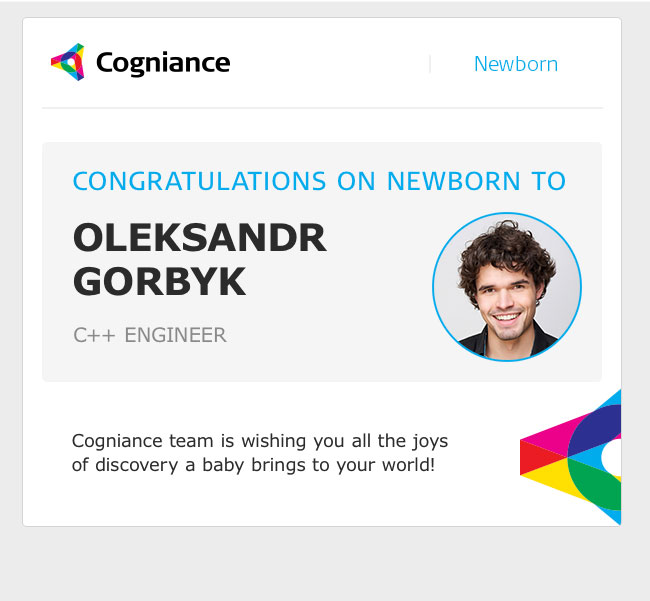 Cogniance
Newborn
CONGRATULATIONS ON NEWBORN TO
OLEKSANDR
GORBYK
C++ ENGINEER
Cogniance team is wishing you all the joys
of discovery a baby brings to your world!